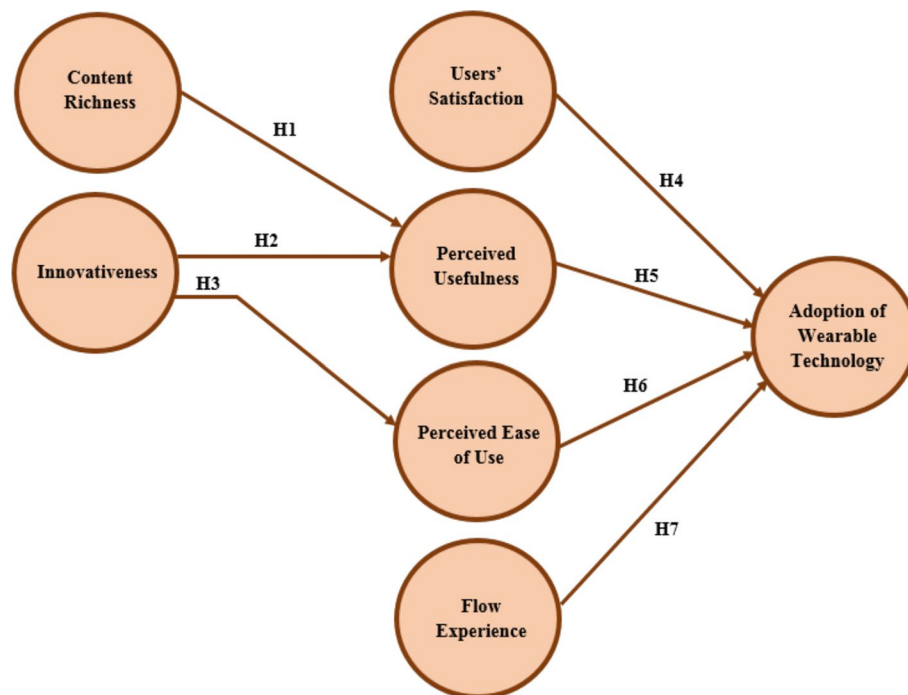 Content
Richness
Users’
Satisfaction
H1
H4
Innovativeness
H2
H3
Perceived
Usefulness
H5
Adoption of
Wearable
Technology
Perceived Ease
of Use
H6
H7
Flow
Experience